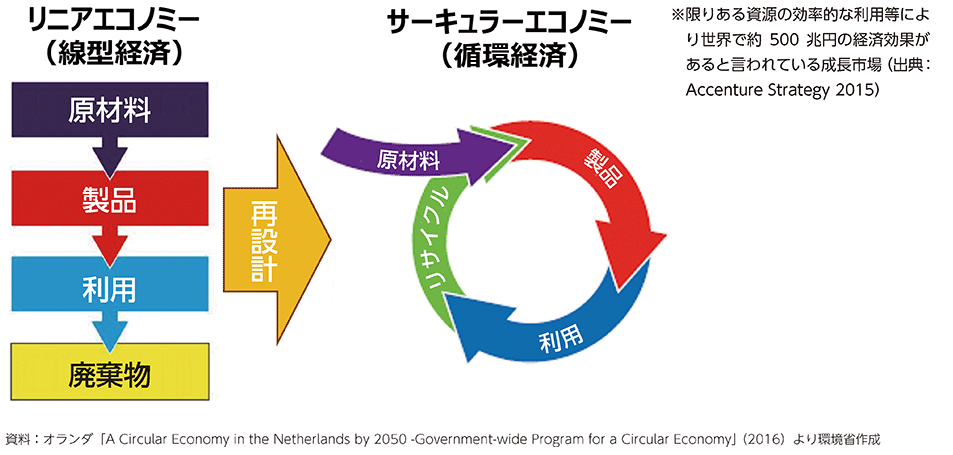 リニアエコノミー
（線型経済）
原材料
製品
利用
廃棄物
再設計
サーキュラーエコノミー
（循環経済）
原材料
製品
利用
リサイクル
※限りある資源の効率的な利用等によ
り世界で約 500 兆円の経済効果が
あると言われている成長市場（出典：
Accenture Strategy 2015）
資料：オランダ「A Circular Economy in the Netherlands by 2050 -Government-wide Program for a Circular Economy」（2016）より環境省作成